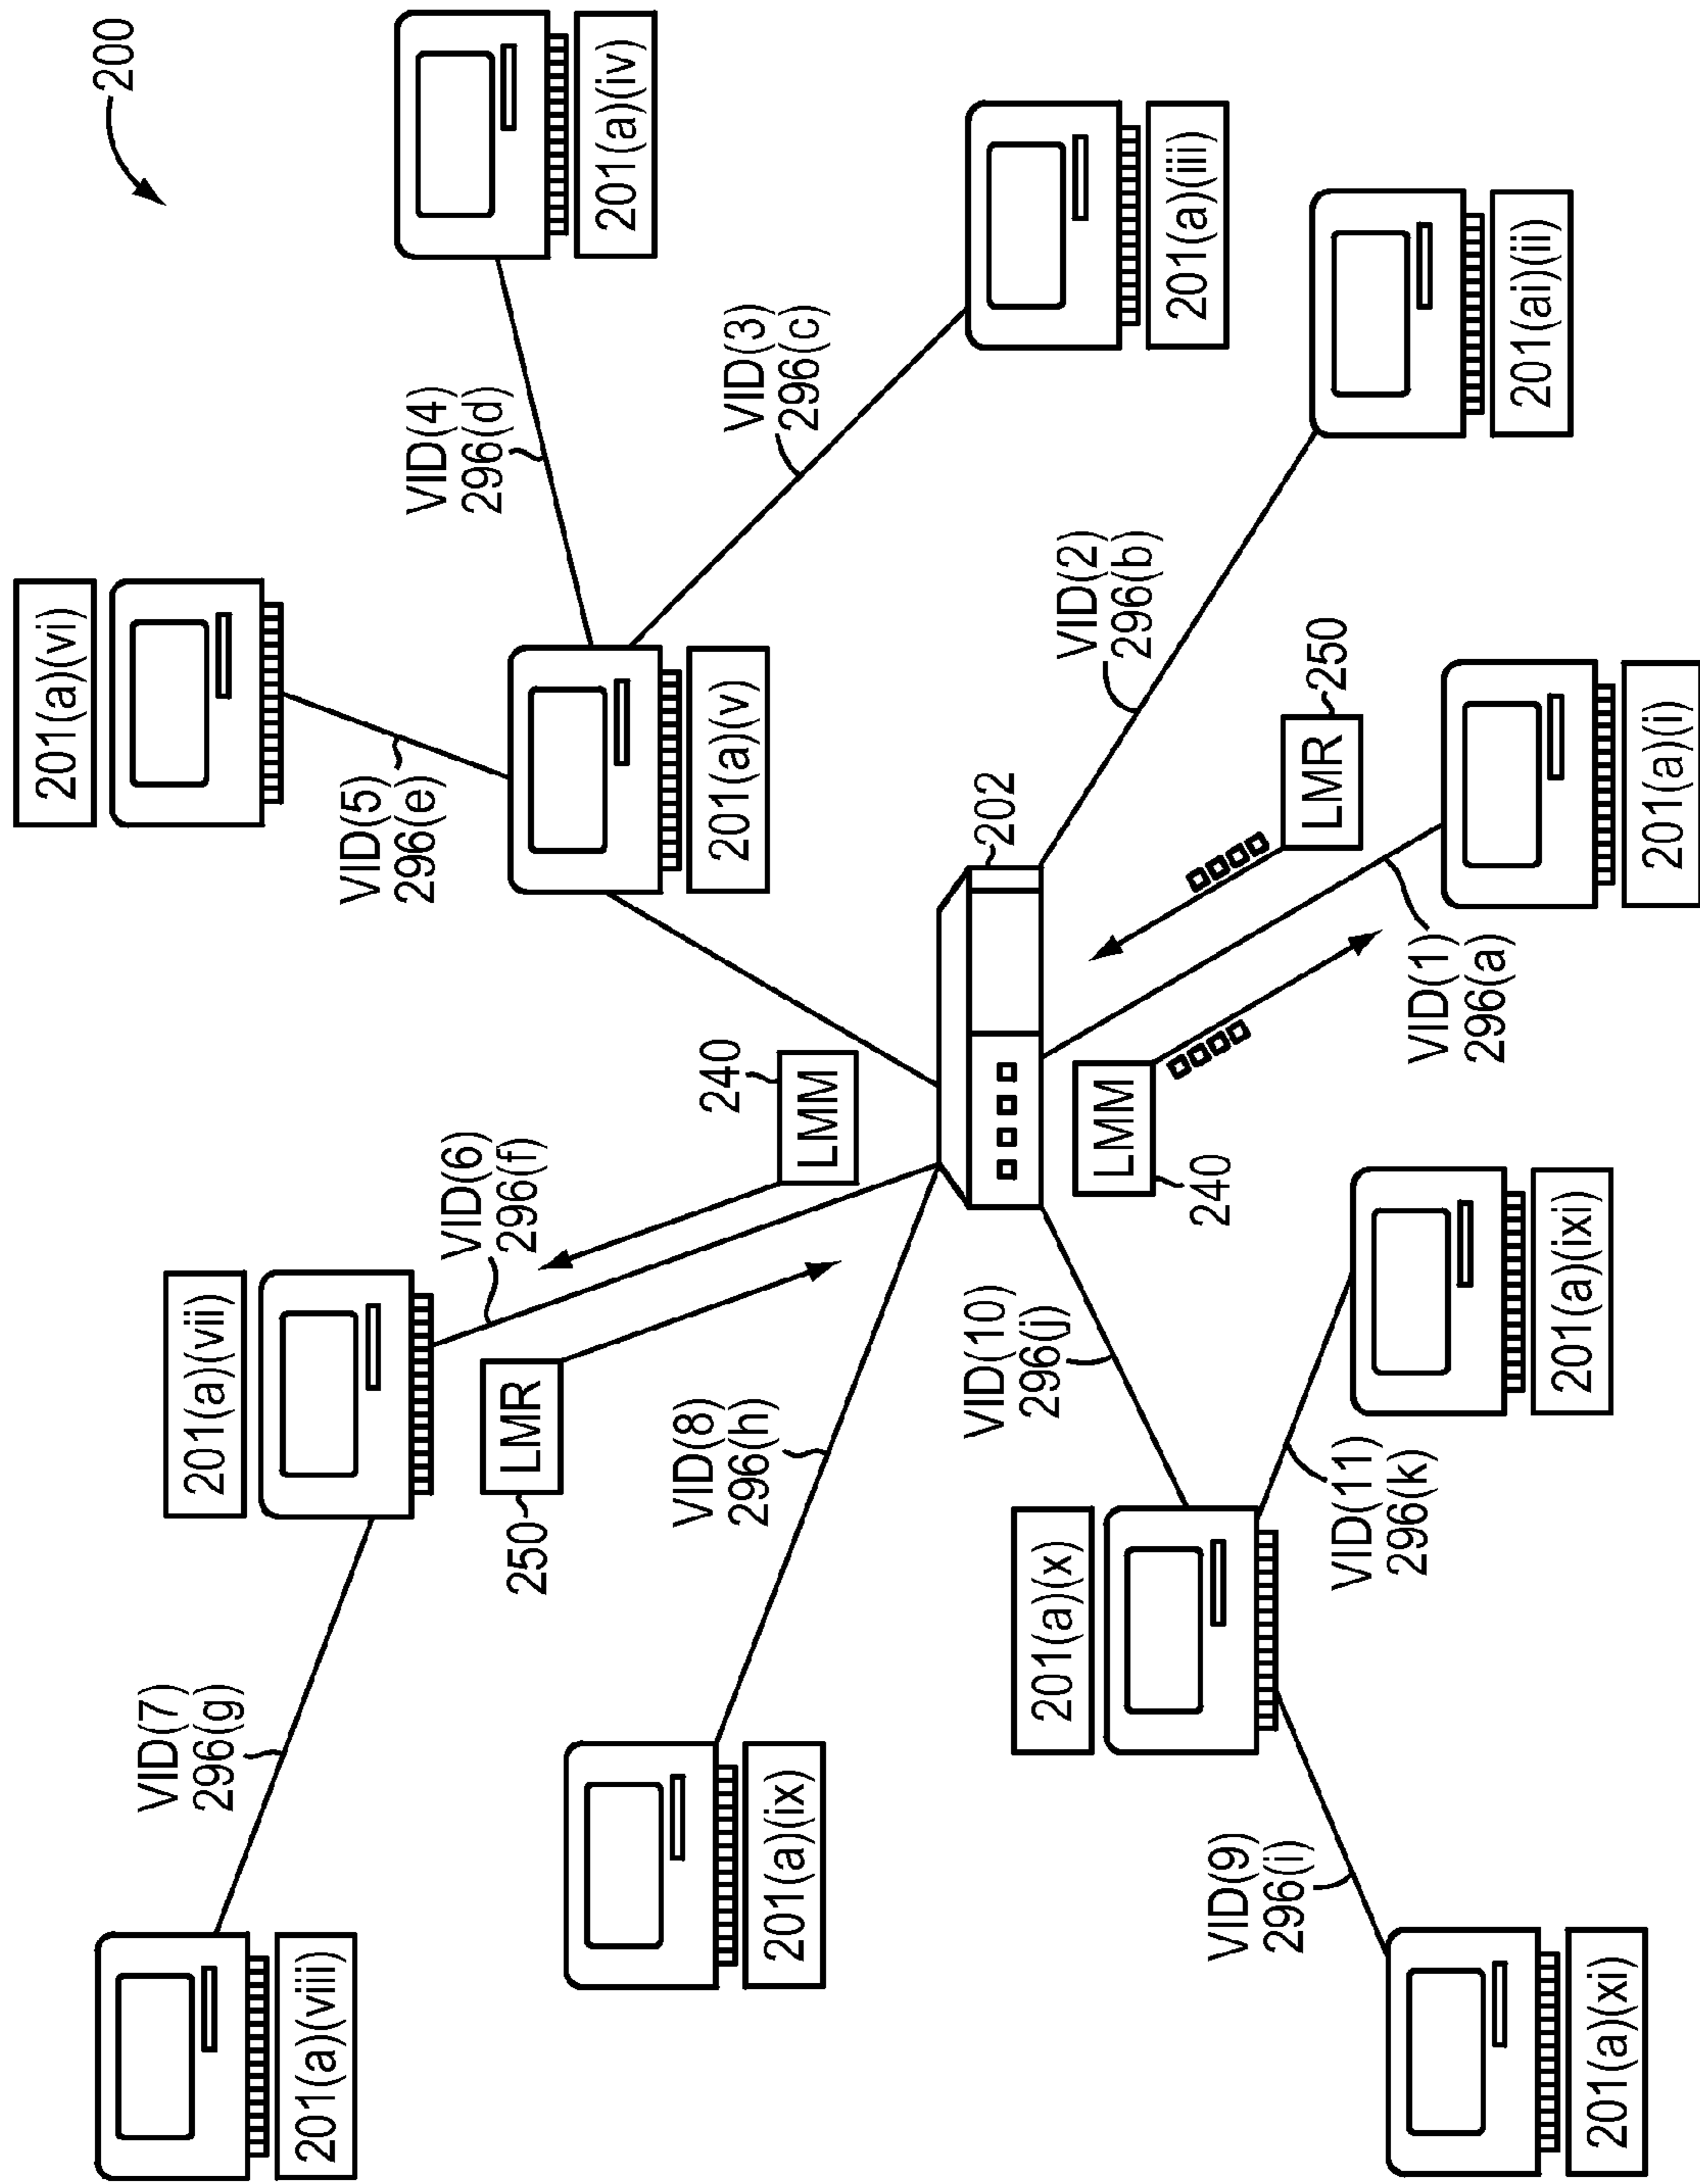 201(a)(vi)
200
VID(7)
296(g)
201(a)(vii)
201(a)(viii)
VID(5)
296(e)
VID(4)
296(d)
VID(6)
296(f)
250
LMR
201(a)(iv)
VID(8)
296(h)
240
LMM
201(a)(v)
VID(3)
296(c)
201(a)(ix)
VID(10)
296(j)
202
201(a)(x)
VID(2)
296(b)
LMM
240
201(a)(iii)
VID(9)
296(i)
LMR
250
VID(11)
296(k)
VID(1)
296(a)
201(ai)(ii)
201(a)(ixi)
201(a)(xi)
201(a)(i)